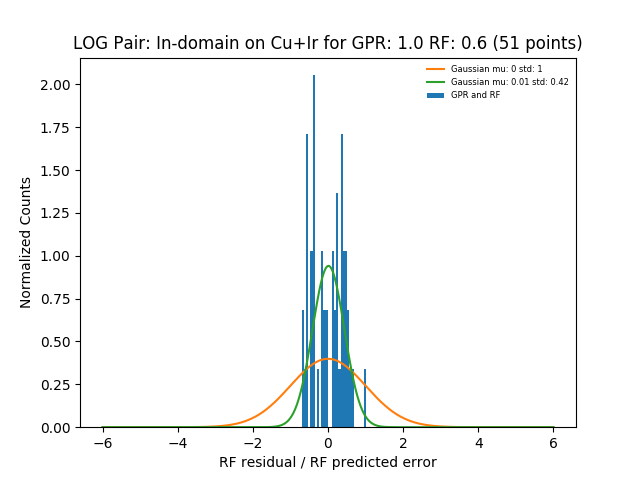 LOG Pair: In-domain on Cu+Ir for GPR: 1.0 RF: 0.6 (51 points)
Gaussian mu: 0 std: 1
Gaussian mu: 0.01 std: 0.42
GPR and RF
Normalized Counts
2.00
1.75
1.50
1.25
1.00
0.75
0.50
0.25
0.00
−6 −4 −2 0 2 4 6
RF residual / RF predicted error